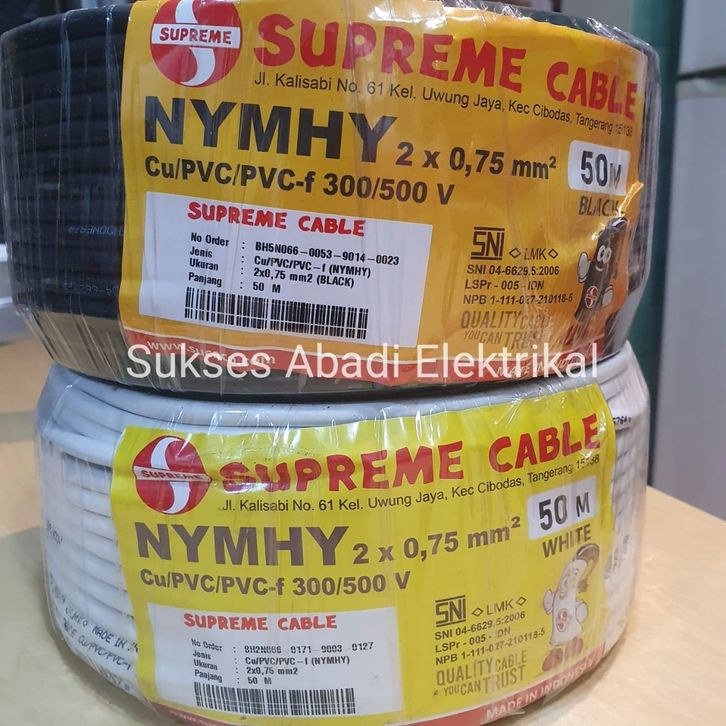 SUPREME
SUPREME CABLE
Jl. Kalisabi No. 61 Kel. Uwung Jaya, Kec Cibodas, Tangerang 15138
NYMHY 2 x 0,75 mm²
50 M
Cu/PVC/PVC-f 300/500 V
BLACK
SUPREME CABLE
No Order : BH5N066-0053-9014-0023
Jenis : Cu/PVC/PVC-I (NYMHY)
Ukuran : 2x0,75 mm2 (BLACK)
Panjang : 50 M
SNI LMK
SNI 04-6629.5:2006
LSPr - 005 - IDN
NPB 1-111-027-210118-5
QUALITY CABLE
YOU CAN TRUST
Sukses Abadi Elektrikal
SUPREME
SUPREME CABLE
Jl. Kalisabi No. 61 Kel. Uwung Jaya, Kec Cibodas, Tangerang 15138
NYMHY 2 x 0,75 mm²
50 M
Cu/PVC/PVC-f 300/500 V
WHITE
SUPREME CABLE
No Order : BH2N066-0171-9003-0127
Jenis : Cu/PVC/PVC-I (NYMHY)
Ukuran : 2x0,75 mm2
Panjang : 50 M
SNI LMK
SNI 04-6629.5:2006
LSPr - 005 - IDN
NPB 1-111-027-210118-5
QUALITY CABLE
YOU CAN TRUST
MADE IN INDONESIA